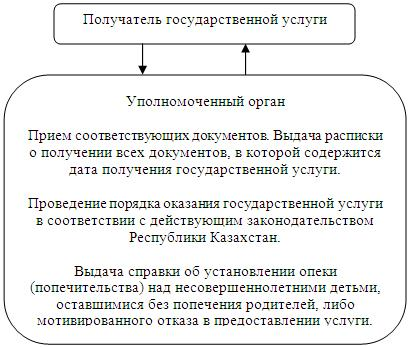 Получатель государственной услуги
Уполномоченный орган
Прием соответствующих документов. Выдача расписки
о получении всех документов, в которой содержится
дата получения государственной услуги.
Проведение порядка оказания государственной услуги
в соответствии с действующим законодательством
Республики Казахстан.
Выдача справки об установлении опеки
(попечительства) над несовершеннолетними детьми,
оставшимися без попечения родителей, либо
мотивированного отказа в предоставлении услуги.